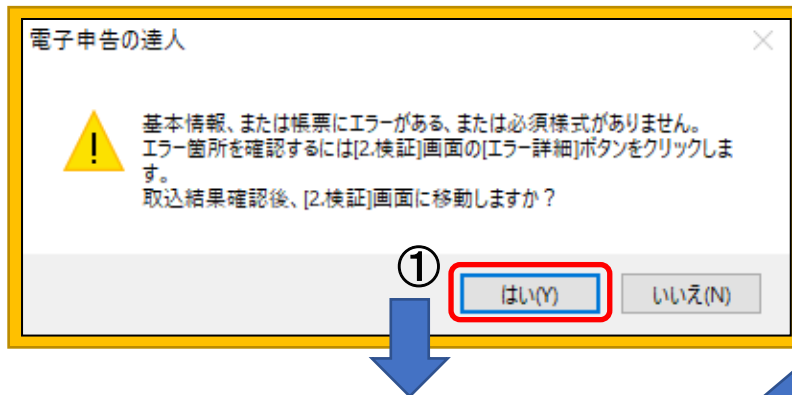 電子申告の達人
基本情報、または帳票にエラーがある、または必須様式がありません。
エラー箇所を確認するには[2.検証]画面の[エラー詳細]ボタンをクリックしま
す。
取込結果確認後、[2.検証]画面に移動しますか？
①
はい(Y)
いいえ(N)